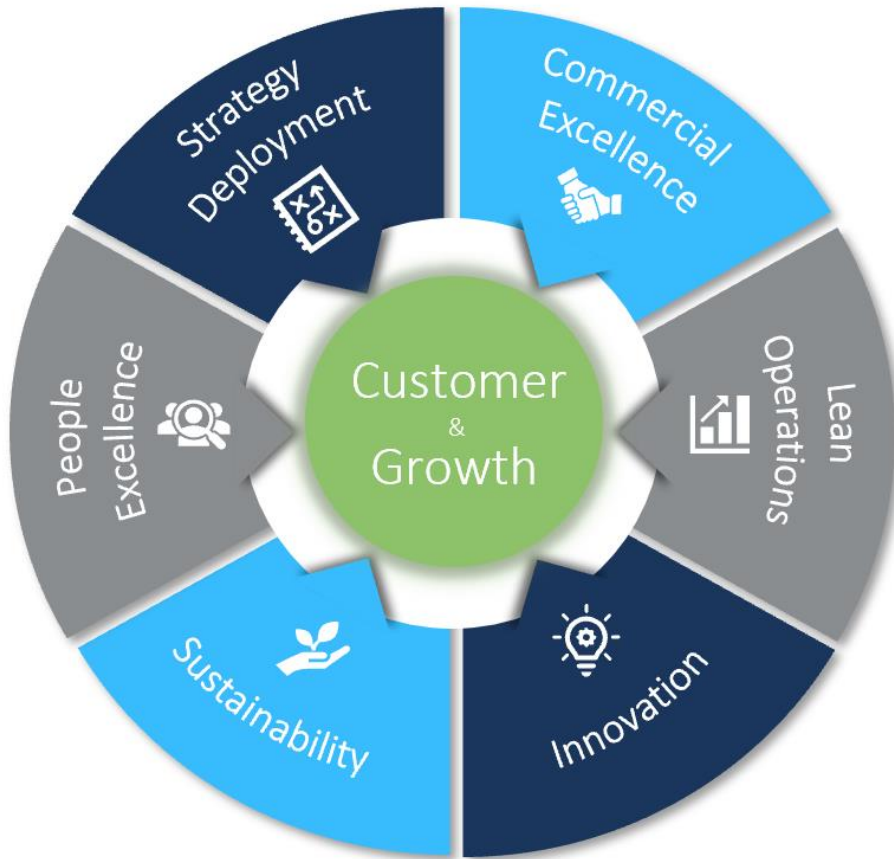 Strategy
Deployment
Commercial
Excellence
Lean
Operations
Innovation
Sustainability
People
Excellence
Customer
&
Growth